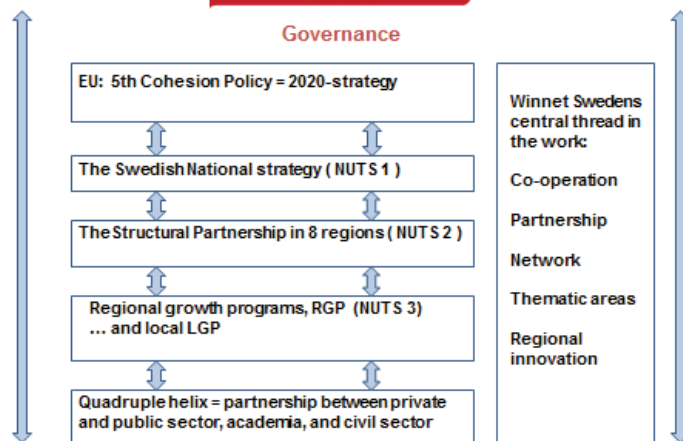 Governance
EU: 5th Cohesion Policy = 2020-strategy
The Swedish National strategy ( NUTS 1 )
The Structural Partnership in 8 regions ( NUTS 2 )
Regional growth programs, RGP (NUTS 3)
... and local LGP
Quadruple helix = partnership between private
and public sector, academia, and civil sector
Winnet Swedens
central thread in
the work:
Co-operation
Partnership
Network
Thematic areas
Regional
innovation